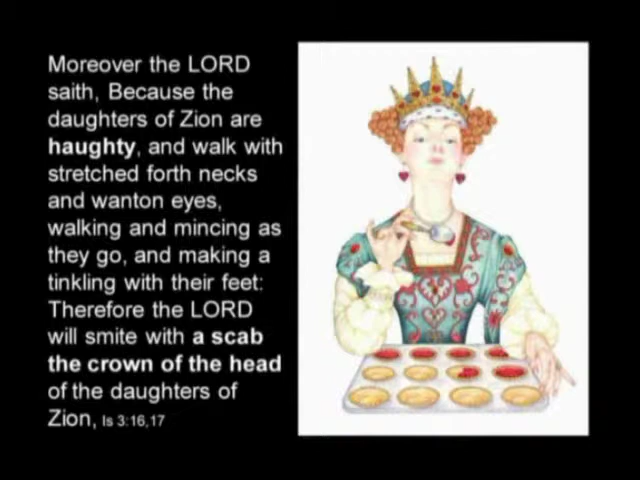 Moreover the LORD
saith, Because the
daughters of Zion are
haughty, and walk with
stretched forth necks
and wanton eyes,
walking and mincing as
they go, and making a
tinkling with their feet:
Therefore the LORD
will smite with a scab
the crown of the head
of the daughters of
Zion, Is 3:16,17